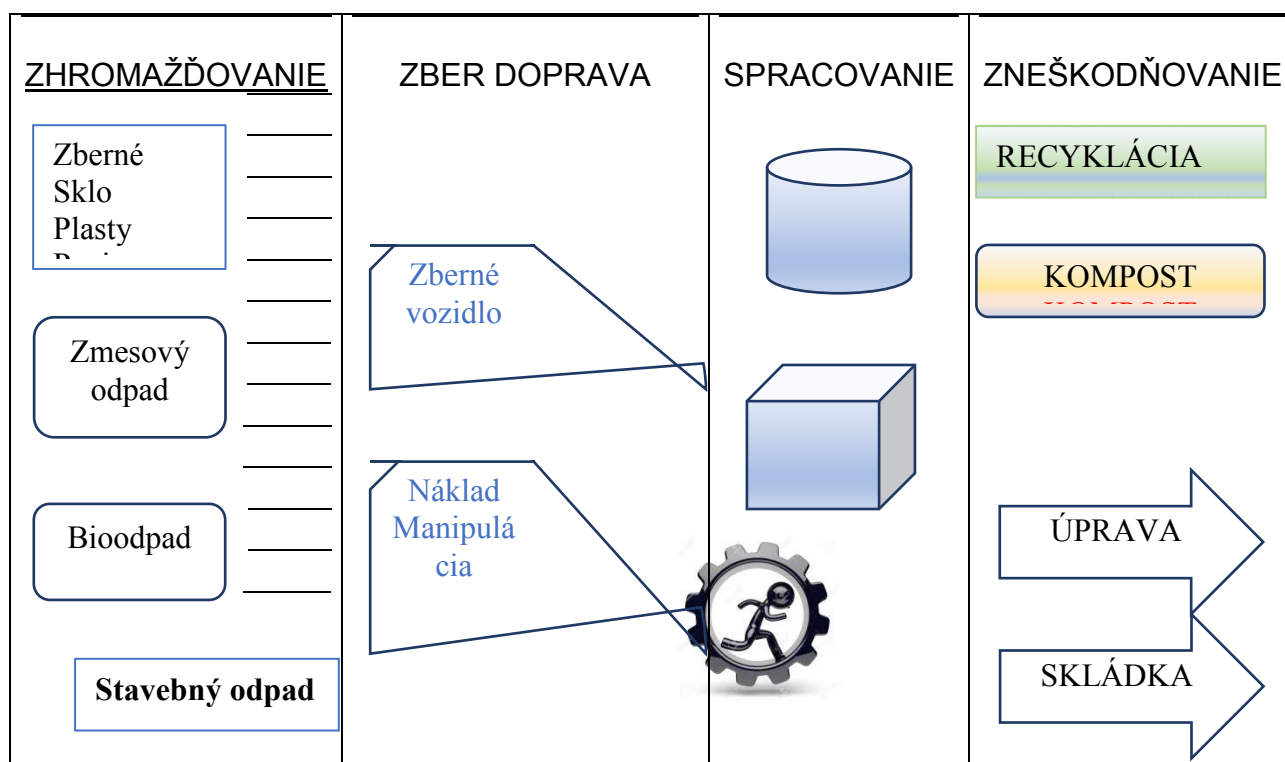 ZHROMAŽĎOVANIE
ZBER DOPRAVA
SPRACOVANIE
ZNEŠKODŇOVANIE
Zberné
Sklo
Plasty
Zmesový
odpad
Bioodpad
Stavebný odpad
Zberné
vozidlo
Náklad
Manipulá
cia
RECYKLÁCIA
KOMPOST
ÚPRAVA
SKLÁDKA